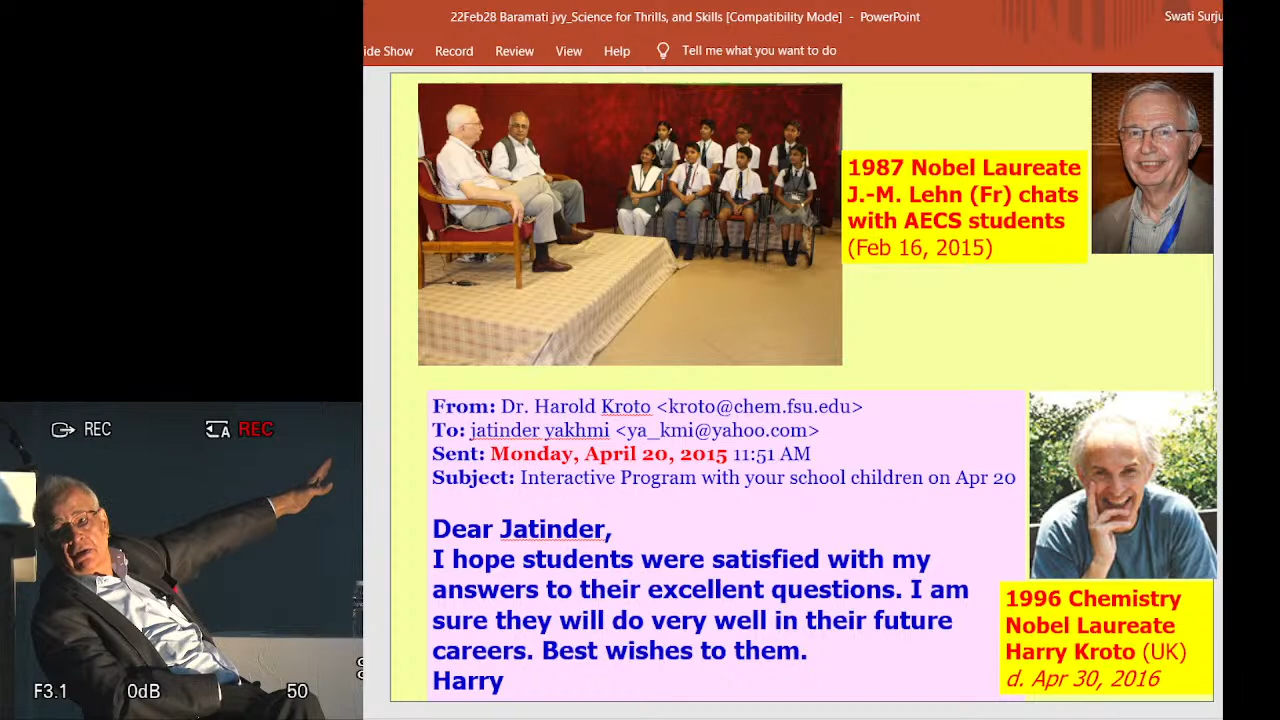 22Feb28 Baramati jvy_Science for Thrills, and Skills [Compatibility Mode] - PowerPoint
Swati Surju
ide Show Record Review View Help Tell me what you want to do
1987 Nobel Laureate
J.-M. Lehn (Fr) chats
with AECS students
(Feb 16, 2015)
From: Dr. Harold Kroto <kroto@chem.fsu.edu>
To: jatinder yakhmi <ya_kmi@yahoo.com>
Sent: Monday, April 20, 2015 11:51 AM
Subject: Interactive Program with your school children on Apr 20
Dear Jatinder,
I hope students were satisfied with my
answers to their excellent questions. I am
sure they will do very well in their future
careers. Best wishes to them.
Harry
1996 Chemistry
Nobel Laureate
Harry Kroto (UK)
d. Apr 30, 2016
REC
A REC
F3.1 0dB 50